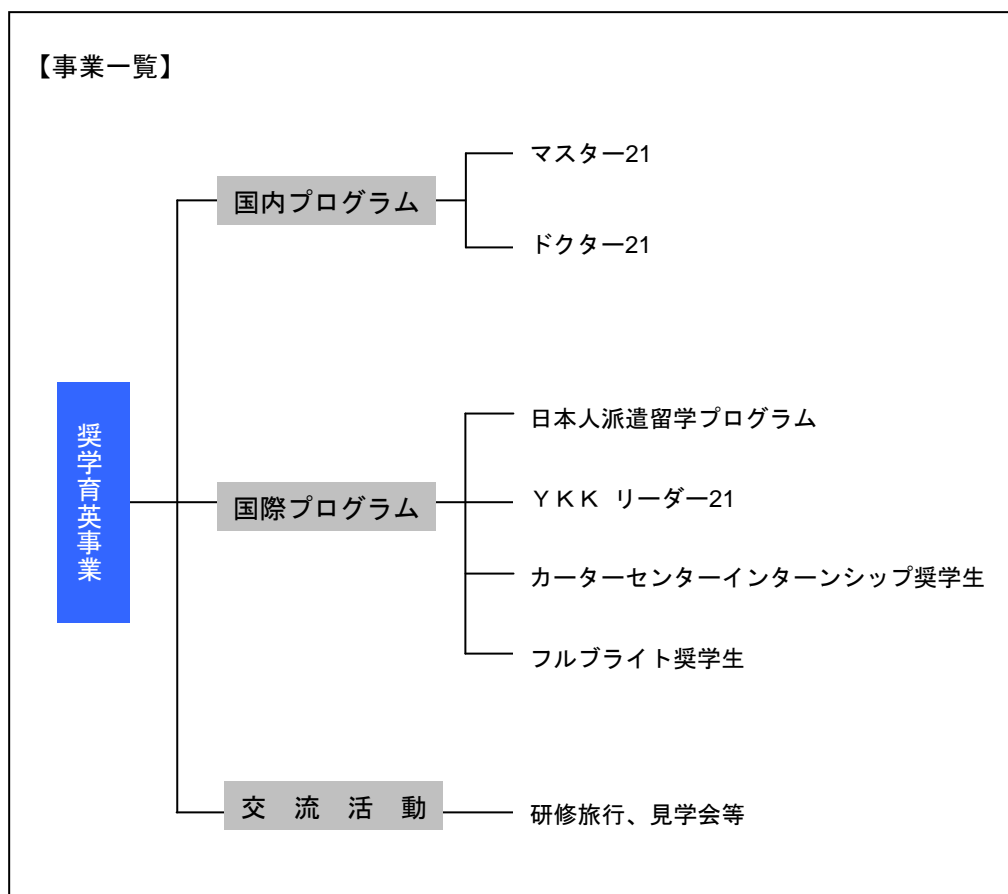 【事業一覧】
マスター21
国内プログラム
ドクター21
奨学育英事業
日本人派遣留学プログラム
ＹＫＫ リーダー21
国際プログラム
カーターセンターインターンシップ奨学生
フルブライト奨学生
交 流 活 動
研修旅行、見学会等